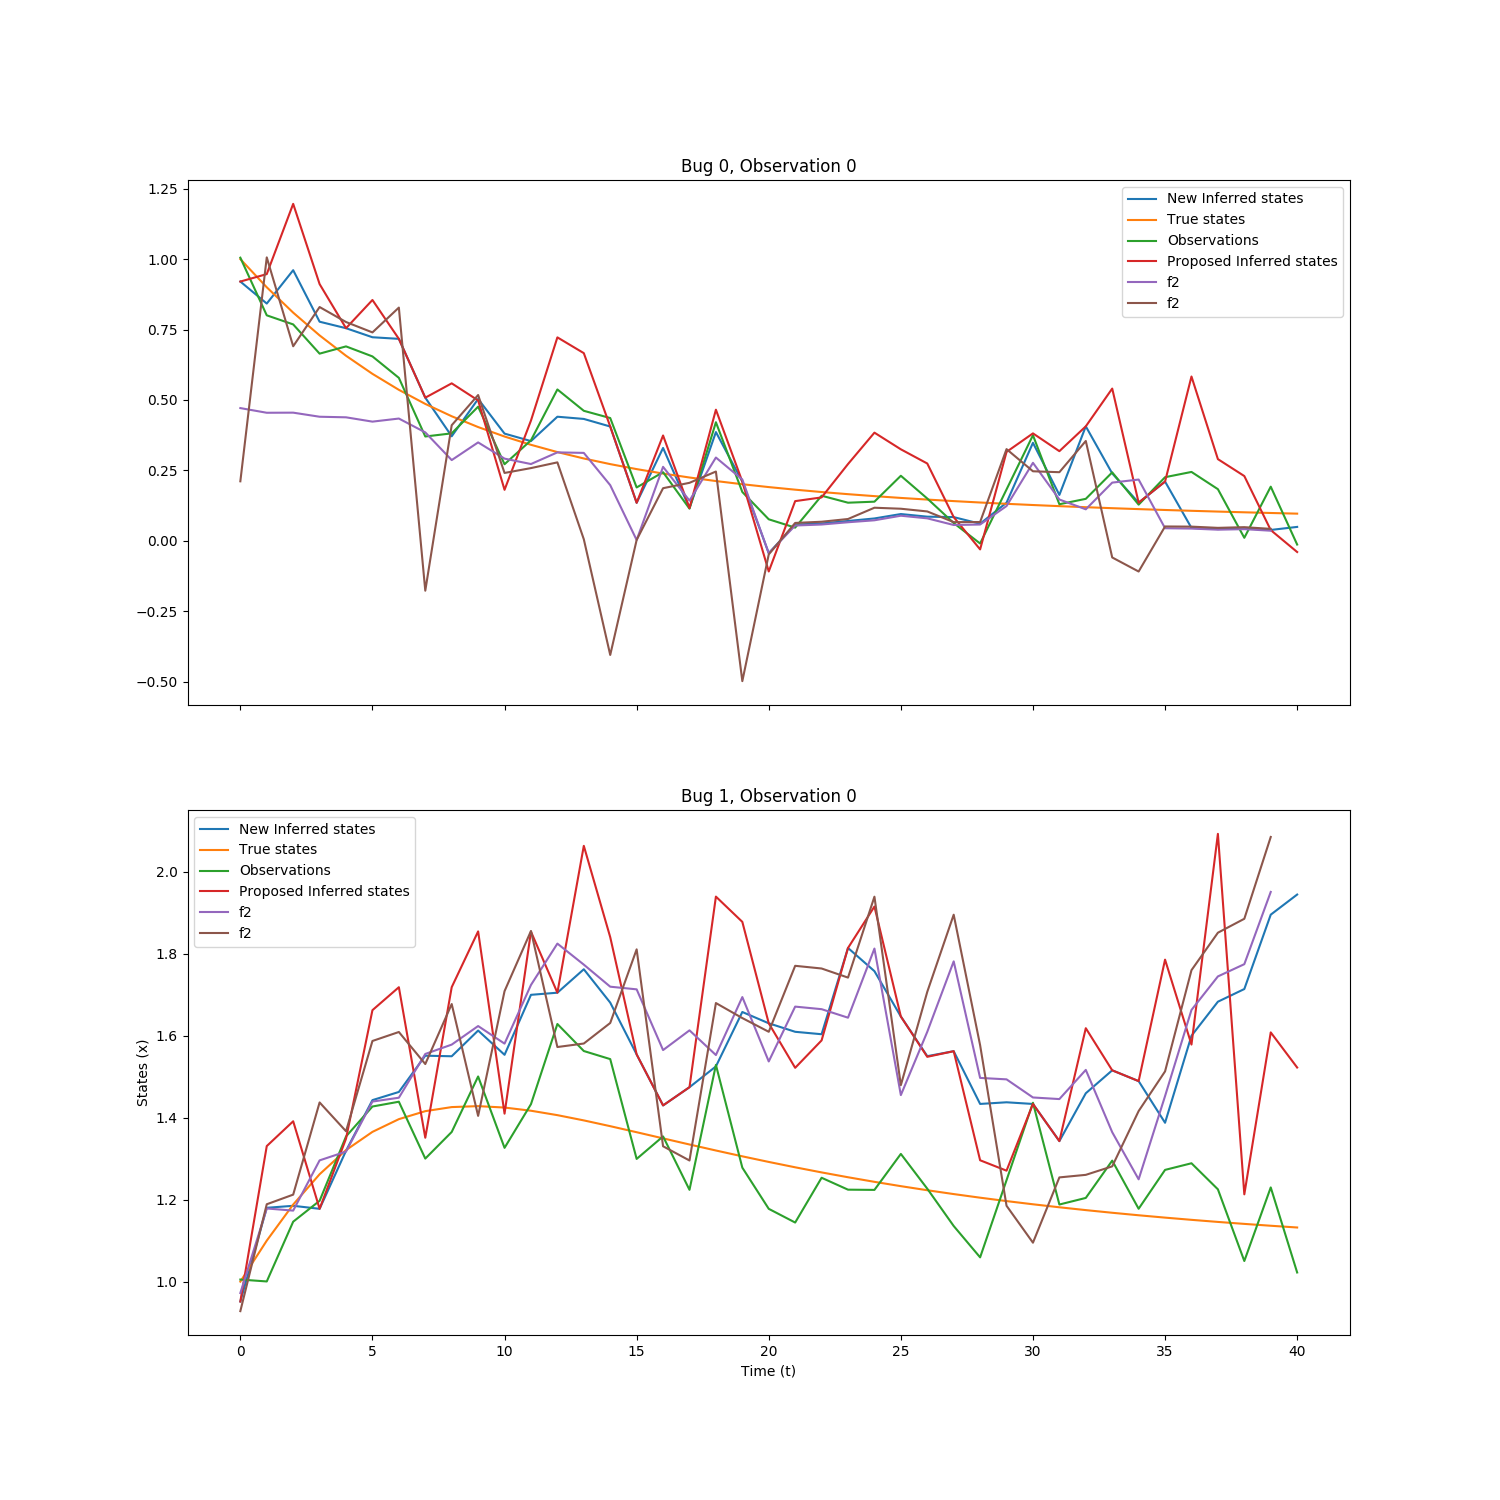 Bug 0, Observation 0
1.25
1.00
0.75
0.50
0.25
0.00
−0.25
−0.50
New Inferred states
True states
Observations
Proposed Inferred states
f2
f2
Bug 1, Observation 0
New Inferred states
True states
Observations
Proposed Inferred states
f2
f2
States (x)
2.0
1.8
1.6
1.4
1.2
1.0
0 5 10 15 20 25 30 35 40
Time (t)